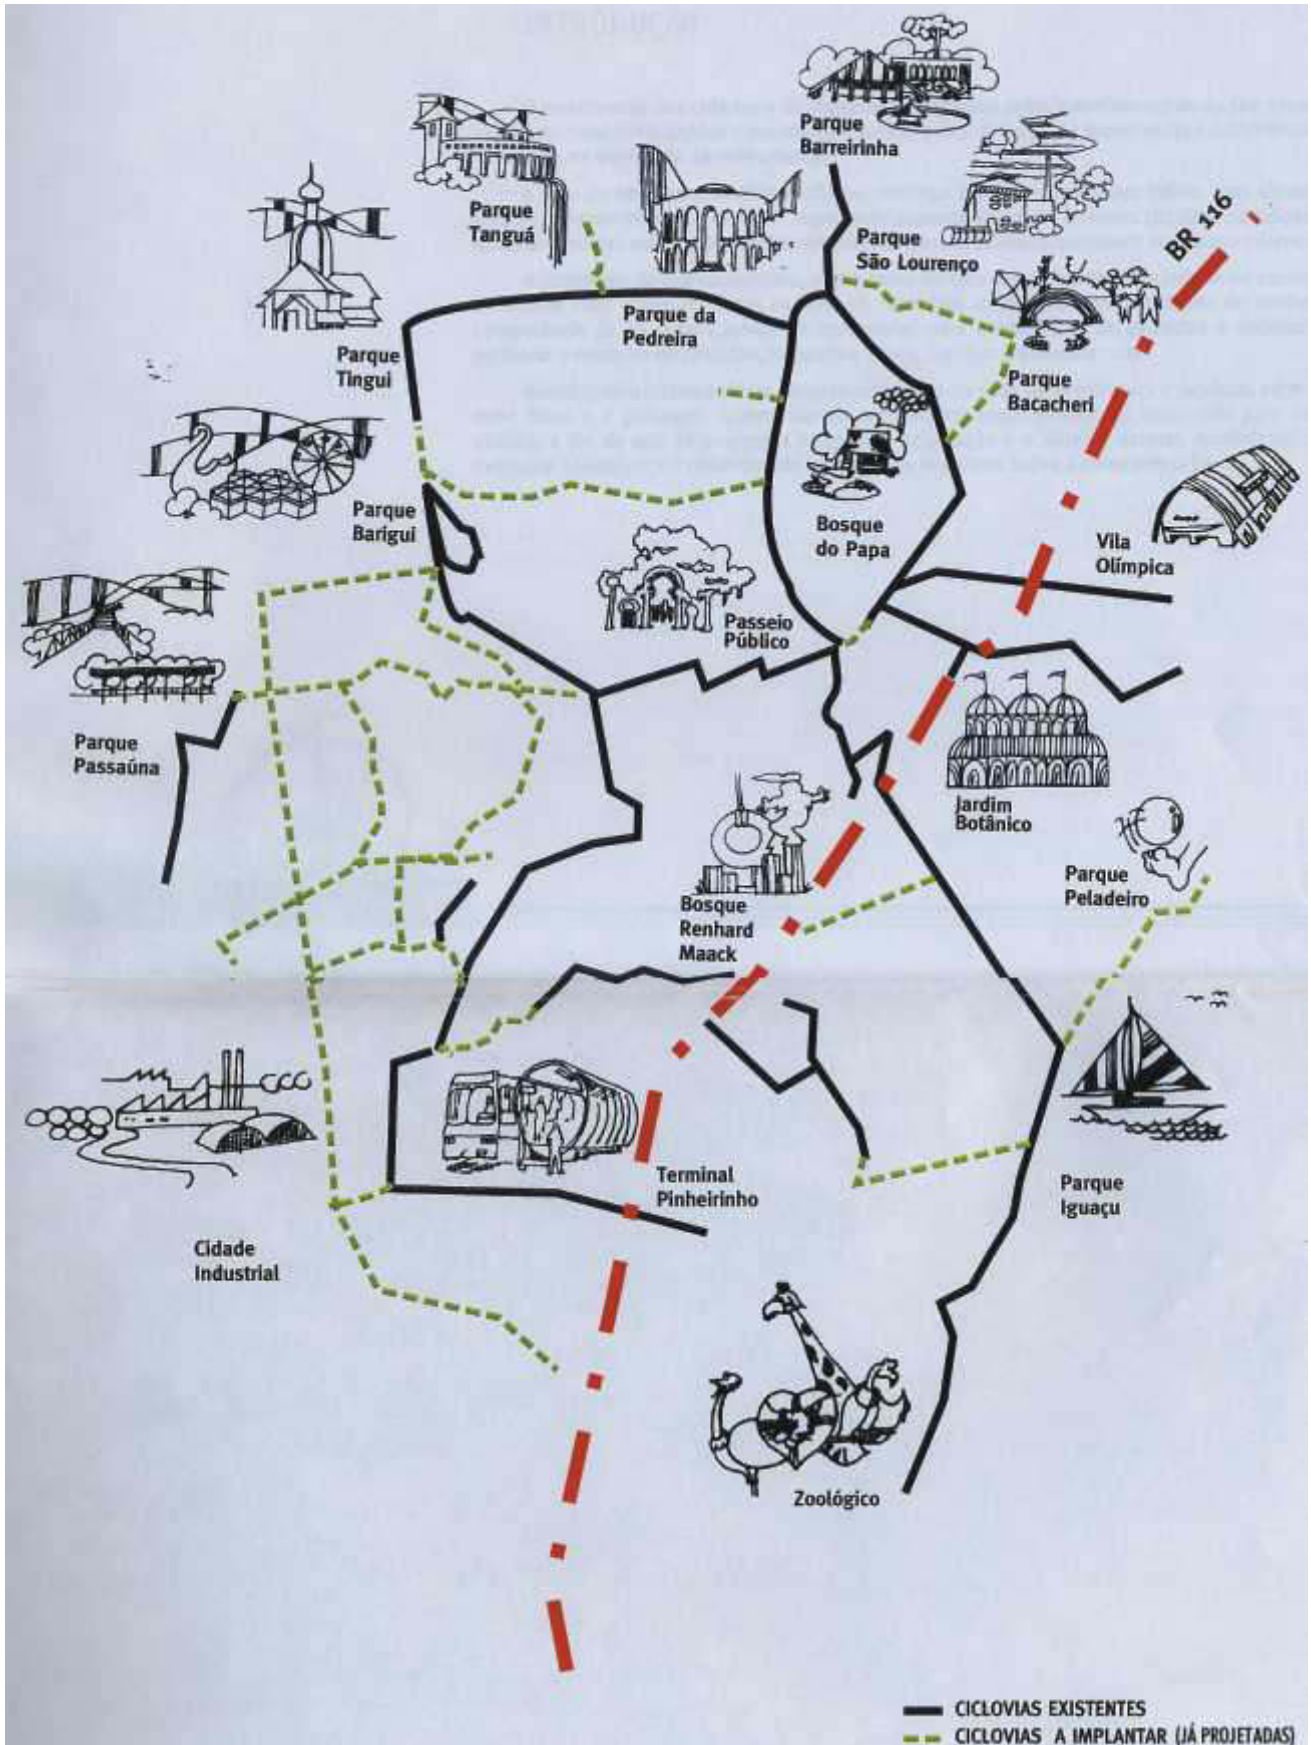 Parque
Barreirinha
Parque
Tanguá
Parque
São Lourenço
BR 116
Parque da
Pedreira
Parque
Tingui
Parque
Bacacheri
Parque
Barigui
Bosque
do Papa
Vila
Olímpica
Passeio
Público
Parque
Passaúna
Jardim
Botânico
Parque
Peladeiro
Bosque
Renhard
Maack
Terminal
Pinheirinho
Parque
Iguaçu
Cidade
Industrial
Zoológico
CICLOVIAS EXISTENTES
CICLOVIAS A IMPLANTAR (JÁ PROJETADAS)